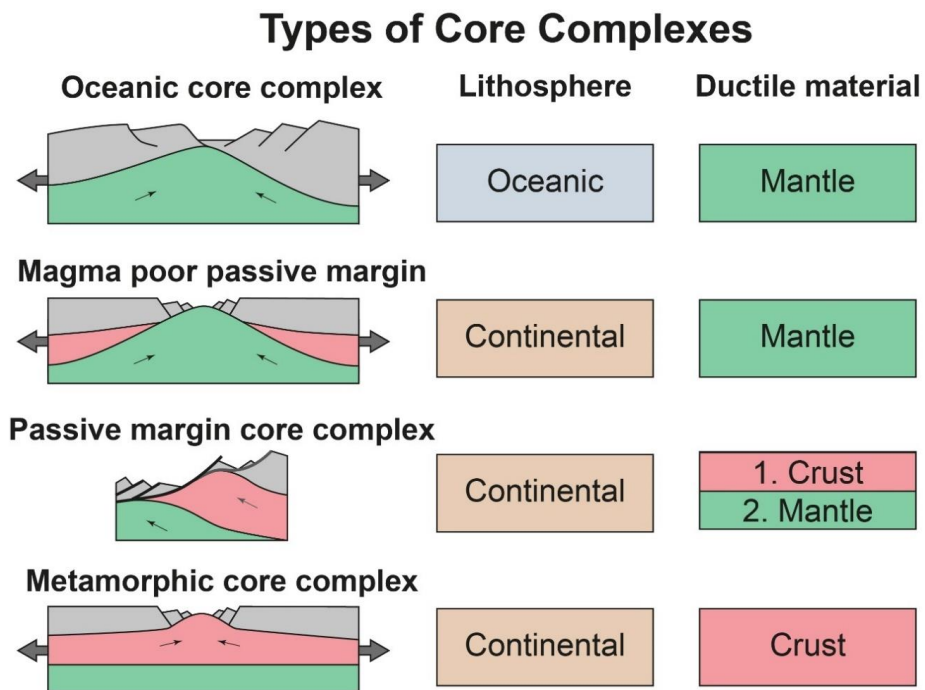 Types of Core Complexes
Oceanic core complex
Lithosphere
Ductile material
Oceanic
Mantle
Magma poor passive margin
Continental
Mantle
Passive margin core complex
Continental
1. Crust
2. Mantle
Metamorphic core complex
Continental
Crust